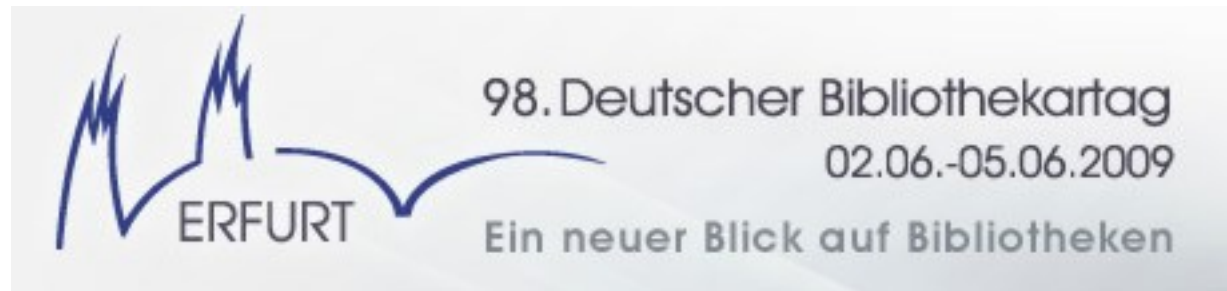 98. Deutscher Bibliothekartag
02.06.-05.06.2009
ERFURT
Ein neuer Blick auf Bibliotheken